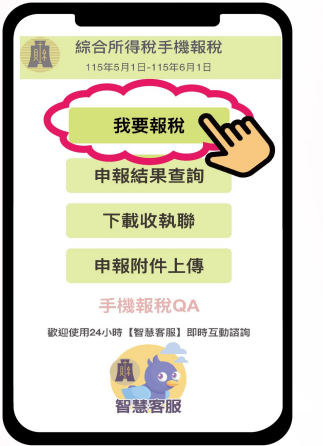 綜合所得稅手機報稅
115年5月1日-115年6月1日
我要報稅
申報結果查詢
下載收執聯
申報附件上傳
手機報稅QA
歡迎使用24小時【智慧客服】即時互動諮詢
智慧客服